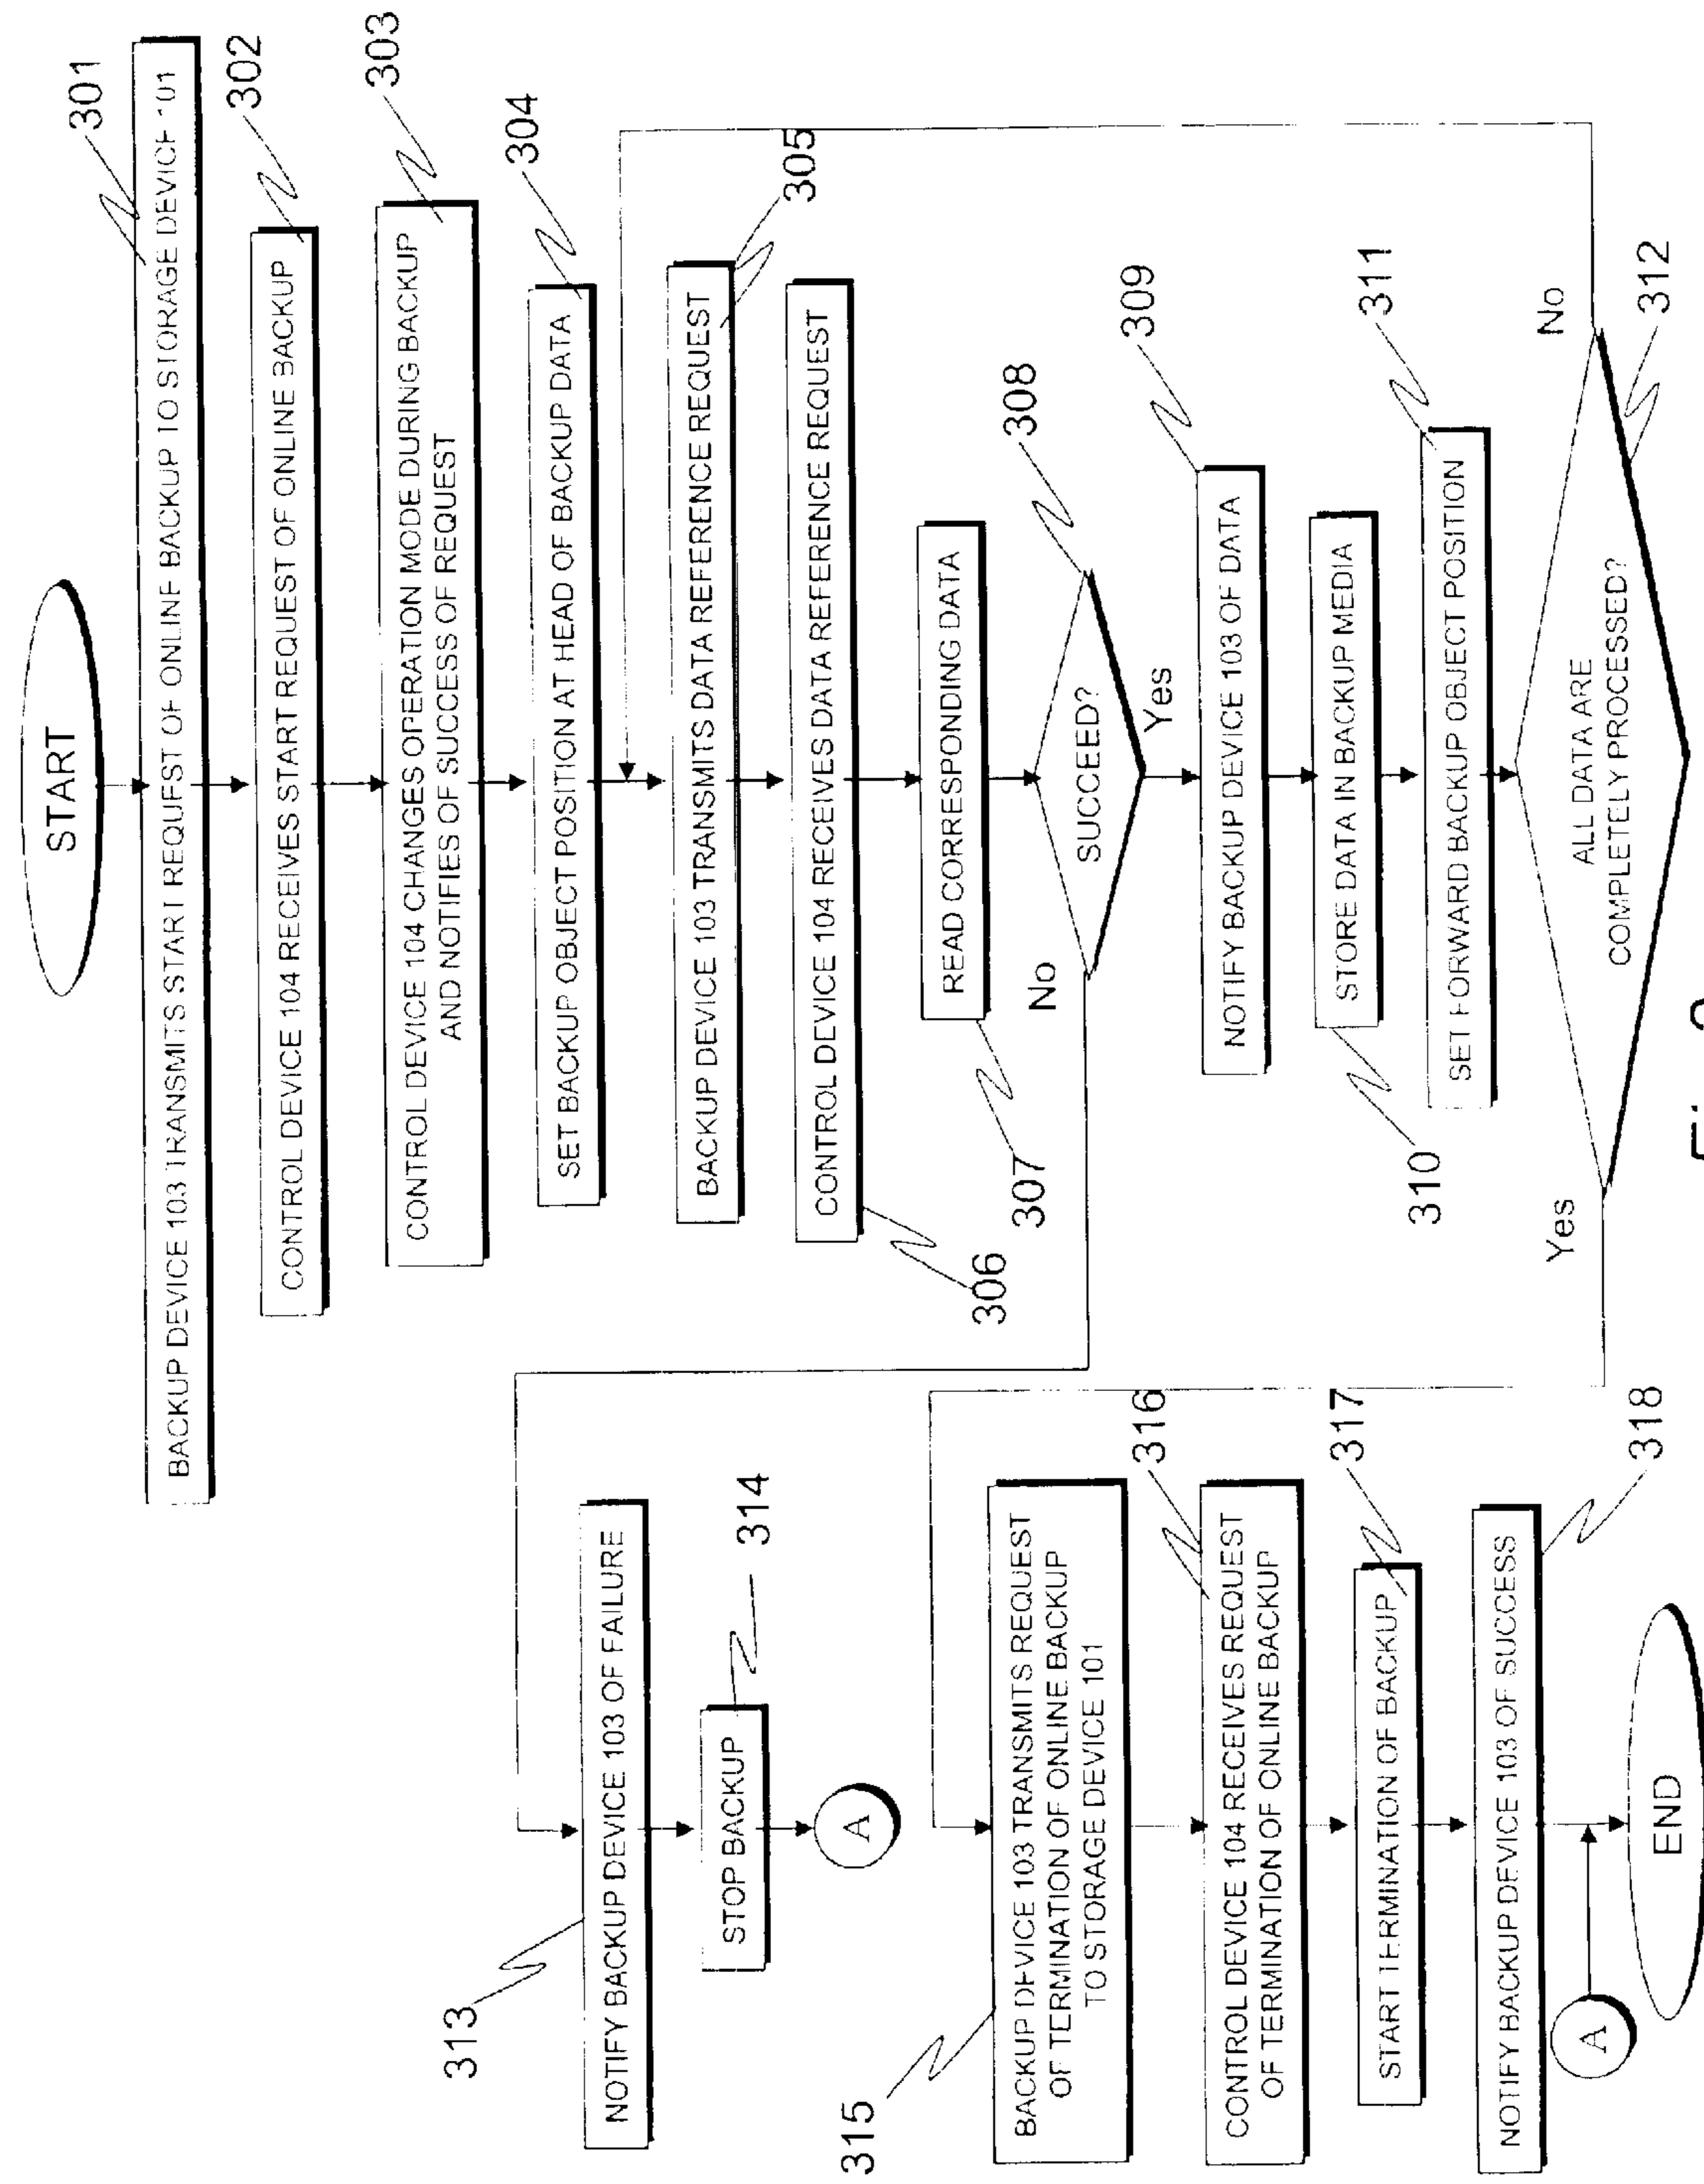 START
301
BACKUP DEVICE 103 TRANSMITS START REQUEST OF ONLINE BACKUP TO STORAGE DEVICE 101
302
CONTROL DEVICE 104 RECEIVES START REQUEST OF ONLINE BACKUP
303
CONTROL DEVICE 104 CHANGES OPERATION MODE DURING BACKUP
AND NOTIFIES OF SUCCESS OF REQUEST
304
SET BACKUP OBJECT POSITION AT HEAD OF BACKUP DATA
305
BACKUP DEVICE 103 TRANSMITS DATA REFERENCE REQUEST
CONTROL DEVICE 104 RECEIVES DATA REFERENCE REQUEST
306
READ CORRESPONDING DATA
307
308
SUCCEED?
No
Yes
309
NOTIFY BACKUP DEVICE 103 OF DATA
STORE DATA IN BACKUP MEDIA
310
311
SET FORWARD BACKUP OBJECT POSITION
ALL DATA ARE
COMPLETELY PROCESSED?
312
No
Yes
313
NOTIFY BACKUP DEVICE 103 OF FAILURE
314
STOP BACKUP
A
315
BACKUP DEVICE 103 TRANSMITS REQUEST
OF TERMINATION OF ONLINE BACKUP
TO STORAGE DEVICE 101
316
CONTROL DEVICE 104 RECEIVES REQUEST
OF TERMINATION OF ONLINE BACKUP
317
START TERMINATION OF BACKUP
318
NOTIFY BACKUP DEVICE 103 OF SUCCESS
A
END